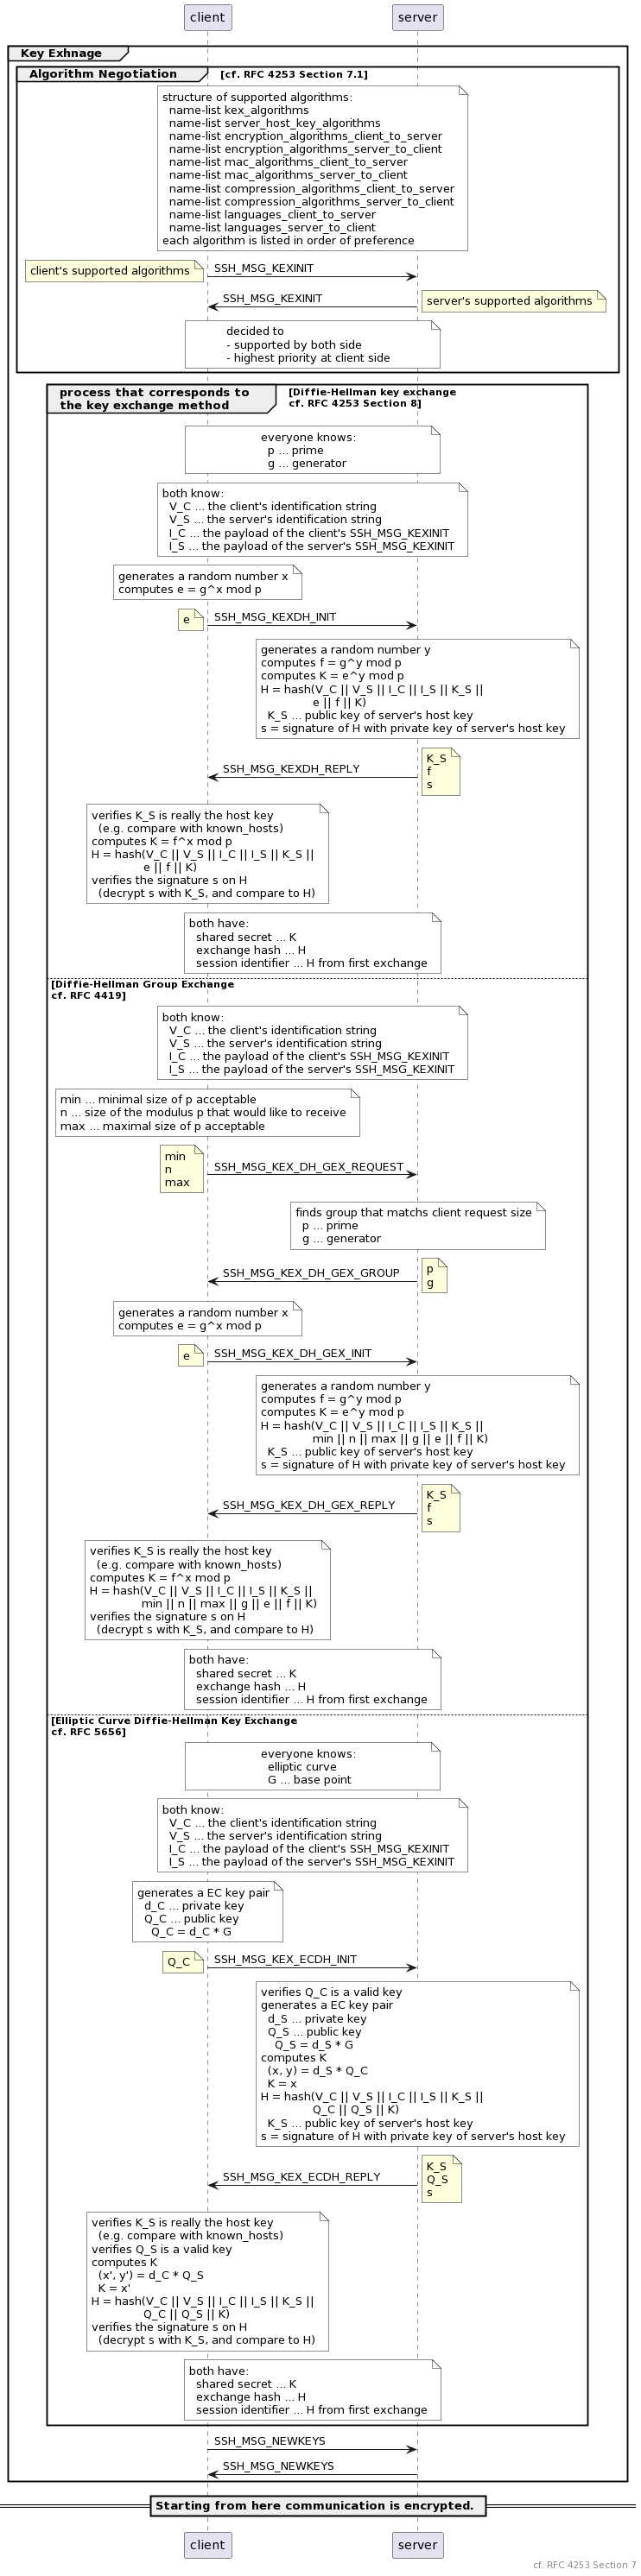 client
server
Key Exhnage
Algorithm Negotiation
[cf. RFC 4253 Section 7.1]
structure of supported algorithms:
name-list kex_algorithms
name-list server_host_key_algorithms
name-list encryption_algorithms_client_to_server
name-list encryption_algorithms_server_to_client
name-list mac_algorithms_client_to_server
name-list mac_algorithms_server_to_client
name-list compression_algorithms_client_to_server
name-list compression_algorithms_server_to_client
name-list languages_client_to_server
name-list languages_server_to_client
each algorithm is listed in order of preference
client's supported algorithms
SSH_MSG_KEXINIT
SSH_MSG_KEXINIT
server's supported algorithms
decided to
- supported by both side
- highest priority at client side
process that corresponds to
the key exchange method
[Diffie-Hellman key exchange
cf. RFC 4253 Section 8]
everyone knows:
p ... prime
g ... generator
both know:
V_C ... the client's identification string
V_S ... the server's identification string
I_C ... the payload of the client's SSH_MSG_KEXINIT
I_S ... the payload of the server's SSH_MSG_KEXINIT
generates a random number x
computes e = g^x mod p
e
SSH_MSG_KEXDH_INIT
generates a random number y
computes f = g^y mod p
computes K = e^y mod p
H = hash(V_C || V_S || I_C || I_S || K_S ||
e || f || K)
K_S ... public key of server's host key
s = signature of H with private key of server's host key
SSH_MSG_KEXDH_REPLY
K_S
f
s
verifies K_S is really the host key
(e.g. compare with known_hosts)
computes K = f^x mod p
H = hash(V_C || V_S || I_C || I_S || K_S ||
e || f || K)
verifies the signature s on H
(decrypt s with K_S, and compare to H)
both have:
shared secret ... K
exchange hash ... H
session identifier ... H from first exchange
[Diffie-Hellman Group Exchange
cf. RFC 4419]
both know:
V_C ... the client's identification string
V_S ... the server's identification string
I_C ... the payload of the client's SSH_MSG_KEXINIT
I_S ... the payload of the server's SSH_MSG_KEXINIT
min ... minimal size of p acceptable
n ... size of the modulus p that would like to receive
max ... maximal size of p acceptable
min
n
max
SSH_MSG_KEX_DH_GEX_REQUEST
finds group that matchs client request size
p ... prime
g ... generator
SSH_MSG_KEX_DH_GEX_GROUP
p
g
generates a random number x
computes e = g^x mod p
e
SSH_MSG_KEX_DH_GEX_INIT
generates a random number y
computes f = g^y mod p
computes K = e^y mod p
H = hash(V_C || V_S || I_C || I_S || K_S ||
min || n || max || g || e || f || K)
K_S ... public key of server's host key
s = signature of H with private key of server's host key
SSH_MSG_KEX_DH_GEX_REPLY
K_S
f
s
verifies K_S is really the host key
(e.g. compare with known_hosts)
computes K = f^x mod p
H = hash(V_C || V_S || I_C || I_S || K_S ||
min || n || max || g || e || f || K)
verifies the signature s on H
(decrypt s with K_S, and compare to H)
both have:
shared secret ... K
exchange hash ... H
session identifier ... H from first exchange
[Elliptic Curve Diffie-Hellman Key Exchange
cf. RFC 5656]
everyone knows:
elliptic curve
G ... base point
both know:
V_C ... the client's identification string
V_S ... the server's identification string
I_C ... the payload of the client's SSH_MSG_KEXINIT
I_S ... the payload of the server's SSH_MSG_KEXINIT
generates a EC key pair
d_C ... private key
Q_C ... public key
Q_C = d_C * G
Q_C
SSH_MSG_KEX_ECDH_INIT
verifies Q_C is a valid key
generates a EC key pair
d_S ... private key
Q_S ... public key
Q_S = d_S * G
computes K
(x, y) = d_S * Q_C
K = x
H = hash(V_C || V_S || I_C || I_S || K_S ||
Q_C || Q_S || K)
K_S ... public key of server's host key
s = signature of H with private key of server's host key
SSH_MSG_KEX_ECDH_REPLY
K_S
Q_S
s
verifies K_S is really the host key
(e.g. compare with known_hosts)
verifies Q_S is a valid key
computes K
(x', y') = d_C * Q_S
K = x'
H = hash(V_C || V_S || I_C || I_S || K_S ||
Q_C || Q_S || K)
verifies the signature s on H
(decrypt s with K_S, and compare to H)
both have:
shared secret ... K
exchange hash ... H
session identifier ... H from first exchange
SSH_MSG_NEWKEYS
SSH_MSG_NEWKEYS
Starting from here communication is encrypted.
client
server
cf. RFC 4253 Section 7